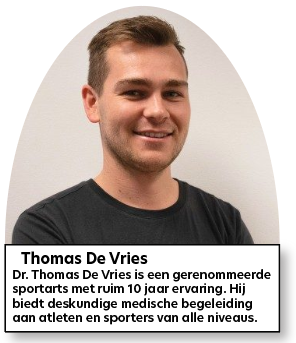 Thomas De Vries
Dr. Thomas De Vries is een gerenommeerde
sportarts met ruim 10 jaar ervaring. Hij
biedt deskundige medische begeleiding
aan atleten en sporters van alle niveaus.